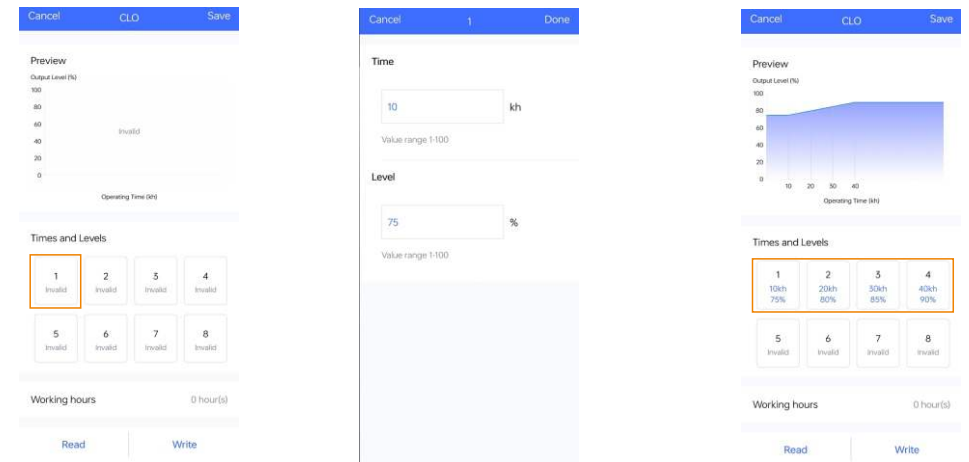 Cancel CLO Save
Preview
Output Level (%)
100
80
60
Invalid
40
20
0
Operating Time (kh)
Times and Levels
1 2 3 4
Invalid Invalid Invalid Invalid
5 6 7 8
Invalid Invalid Invalid Invalid
Working hours 0 hour(s)
Read Write
Cancel 1 Done
Time
10 kh
Value range 1-100
Level
75 %
Value range 1-100
Cancel CLO Save
Preview
Output Level (%)
100
80
60
40
20
0
10 20 30 40
Operating Time (kh)
Times and Levels
1 2 3 4
10kh 20kh 30kh 40kh
75% 80% 85% 90%
5 6 7 8
Invalid Invalid Invalid Invalid
Working hours 0 hour(s)
Read Write